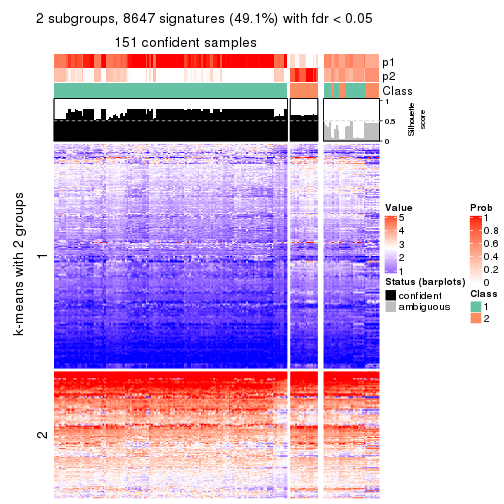 2 subgroups, 8647 signatures (49.1%) with fdr < 0.05
151 confident samples
p1
p2
Class
1
0.5
0
Silhouette
score
k-means with 2 groups
1
2
Value
5
4
3
2
1
Status (barplots)
confident
ambiguous
Prob
1
0.8
0.6
0.4
0.2
0
Class
1
2